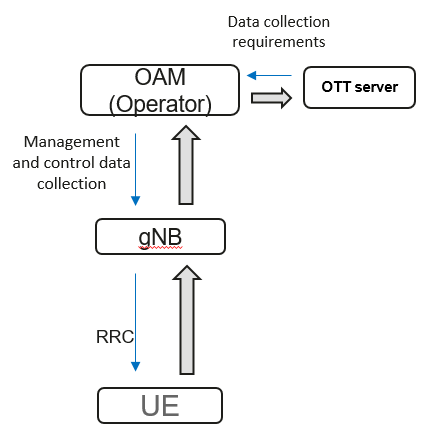 Data collection
requirements
OAM
(Operator)
OTT server
Management
and control data
collection
gNB
RRC
UE